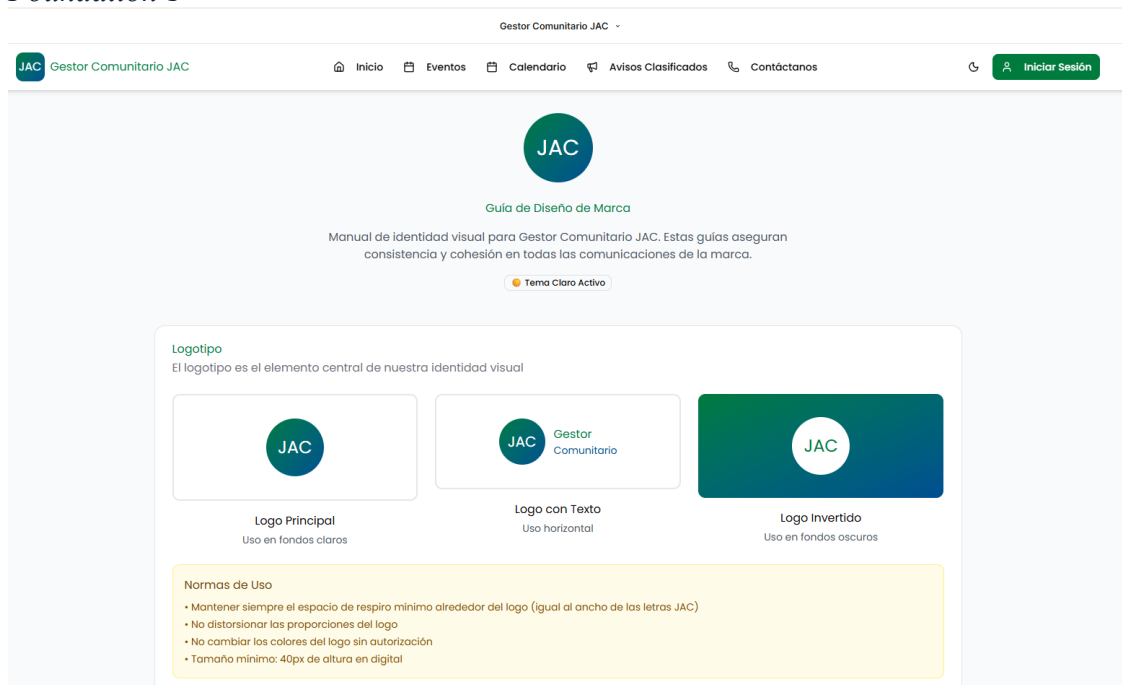 Gestor Comunitario JAC
JAC Gestor Comunitario JAC
Inicio
Eventos
Calendario
Avisos Clasificados
Contáctanos
Iniciar Sesión
JAC
Guía de Diseño de Marca
Manual de identidad visual para Gestor Comunitario JAC. Estas guías aseguran
consistencia y cohesión en todas las comunicaciones de la marca.
Tema Claro Activo
Logotipo
El logotipo es el elemento central de nuestra identidad visual
JAC
Logo Principal
Uso en fondos claros
JAC
Gestor
Comunitario
Logo con Texto
Uso horizontal
JAC
Logo Invertido
Uso en fondos oscuros
Normas de Uso
• Mantener siempre el espacio de respiro mínimo alrededor del logo (igual al ancho de las letras JAC)
• No distorsionar las proporciones del logo
• No cambiar los colores del logo sin autorización
• Tamaño mínimo: 40px de altura en digital